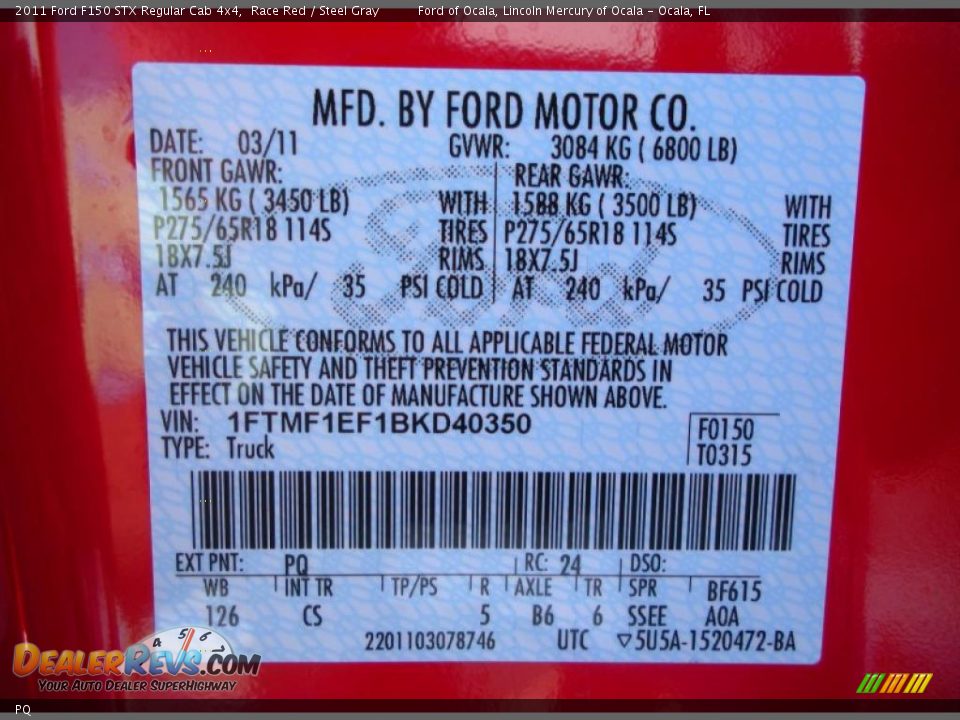 2011 Ford F150 STX Regular Cab 4x4, Race Red / Steel Gray Ford of Ocala, Lincoln Mercury of Ocala - Ocala, FL
MFD. BY FORD MOTOR CO.
DATE: 03/11 GVWR: 3084 KG ( 6800 LB)
FRONT GAWR: REAR GAWR:
1565 KG ( 3450 LB) WITH 1588 KG ( 3500 LB) WITH
P275/65R18 114S TIRES P275/65R18 114S TIRES
18X7.5J RIMS 18X7.5J RIMS
AT 240 kPa/ 35 PSI COLD AT 240 kPa/ 35 PSI COLD
Ford
THIS VEHICLE CONFORMS TO ALL APPLICABLE FEDERAL MOTOR
VEHICLE SAFETY AND THEFT PREVENTION STANDARDS IN
EFFECT ON THE DATE OF MANUFACTURE SHOWN ABOVE.
VIN: 1FTMF1EF1BKD40350 F0150
TYPE: Truck T0315
EXT PNT: PQ RC: 24 DSO:
WB INT TR TP/PS R AXLE TR SPR BF615
126 CS 5 B6 6 SSEE AOA
2201103078746 UTC ▽5U5A-1520472-BA
4 5 6
DEALERREVS.COM
YOUR AUTO DEALER SUPERHIGHWAY
PQ